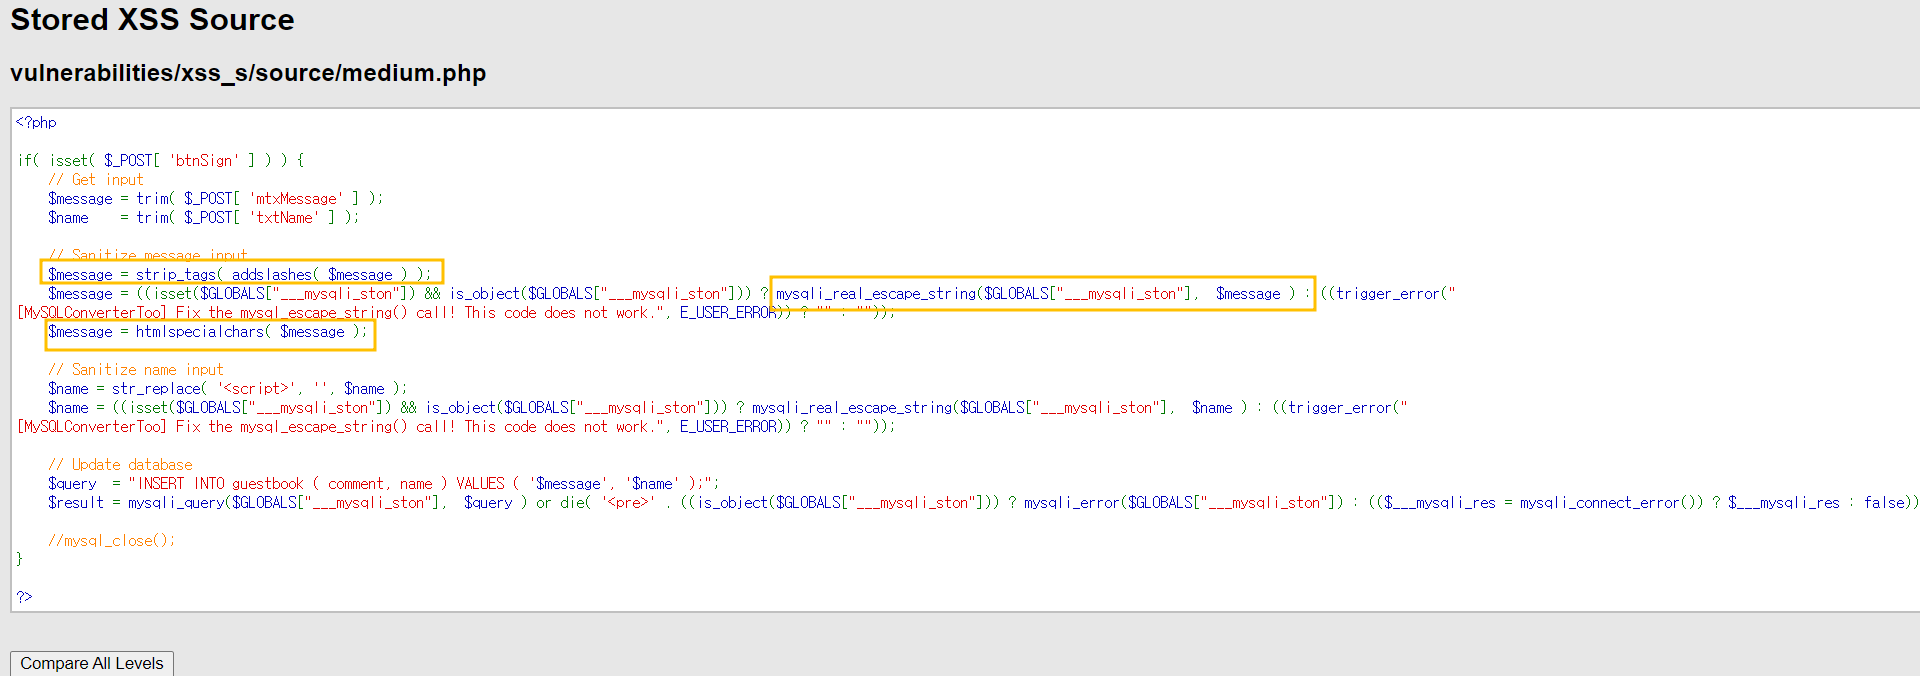 Stored XSS Source
vulnerabilities/xss_s/source/medium.php
<?php
if( isset( $_POST[ 'btnSign' ] ) ) {
// Get input
$message = trim( $_POST[ 'mtxMessage' ] );
$name = trim( $_POST[ 'txtName' ] );
// Sanitize message input
$message = strip_tags( addslashes( $message ) );
$message = ((isset($GLOBALS["___mysqli_ston"]) && is_object($GLOBALS["___mysqli_ston"])) ? mysqli_real_escape_string($GLOBALS["___mysqli_ston"], $message ) : ((trigger_error("
[MySQLConverterToo] Fix the mysql_escape_string() call! This code does not work.", E_USER_ERROR)) ? "" : ""));
$message = htmlspecialchars( $message );
// Sanitize name input
$name = str_replace( '<script>', '', $name );
$name = ((isset($GLOBALS["___mysqli_ston"]) && is_object($GLOBALS["___mysqli_ston"])) ? mysqli_real_escape_string($GLOBALS["___mysqli_ston"], $name ) : ((trigger_error("
[MySQLConverterToo] Fix the mysql_escape_string() call! This code does not work.", E_USER_ERROR)) ? "" : ""));
// Update database
$query = "INSERT INTO guestbook ( comment, name ) VALUES ( '$message', '$name' );";
$result = mysqli_query($GLOBALS["___mysqli_ston"], $query ) or die( '<pre>' . ((is_object($GLOBALS["___mysqli_ston"])) ? mysqli_error($GLOBALS["___mysqli_ston"]) : (($___mysqli_res = mysqli_connect_error()) ? $___mysqli_res : false))
//mysql_close();
}
?>
Compare All Levels